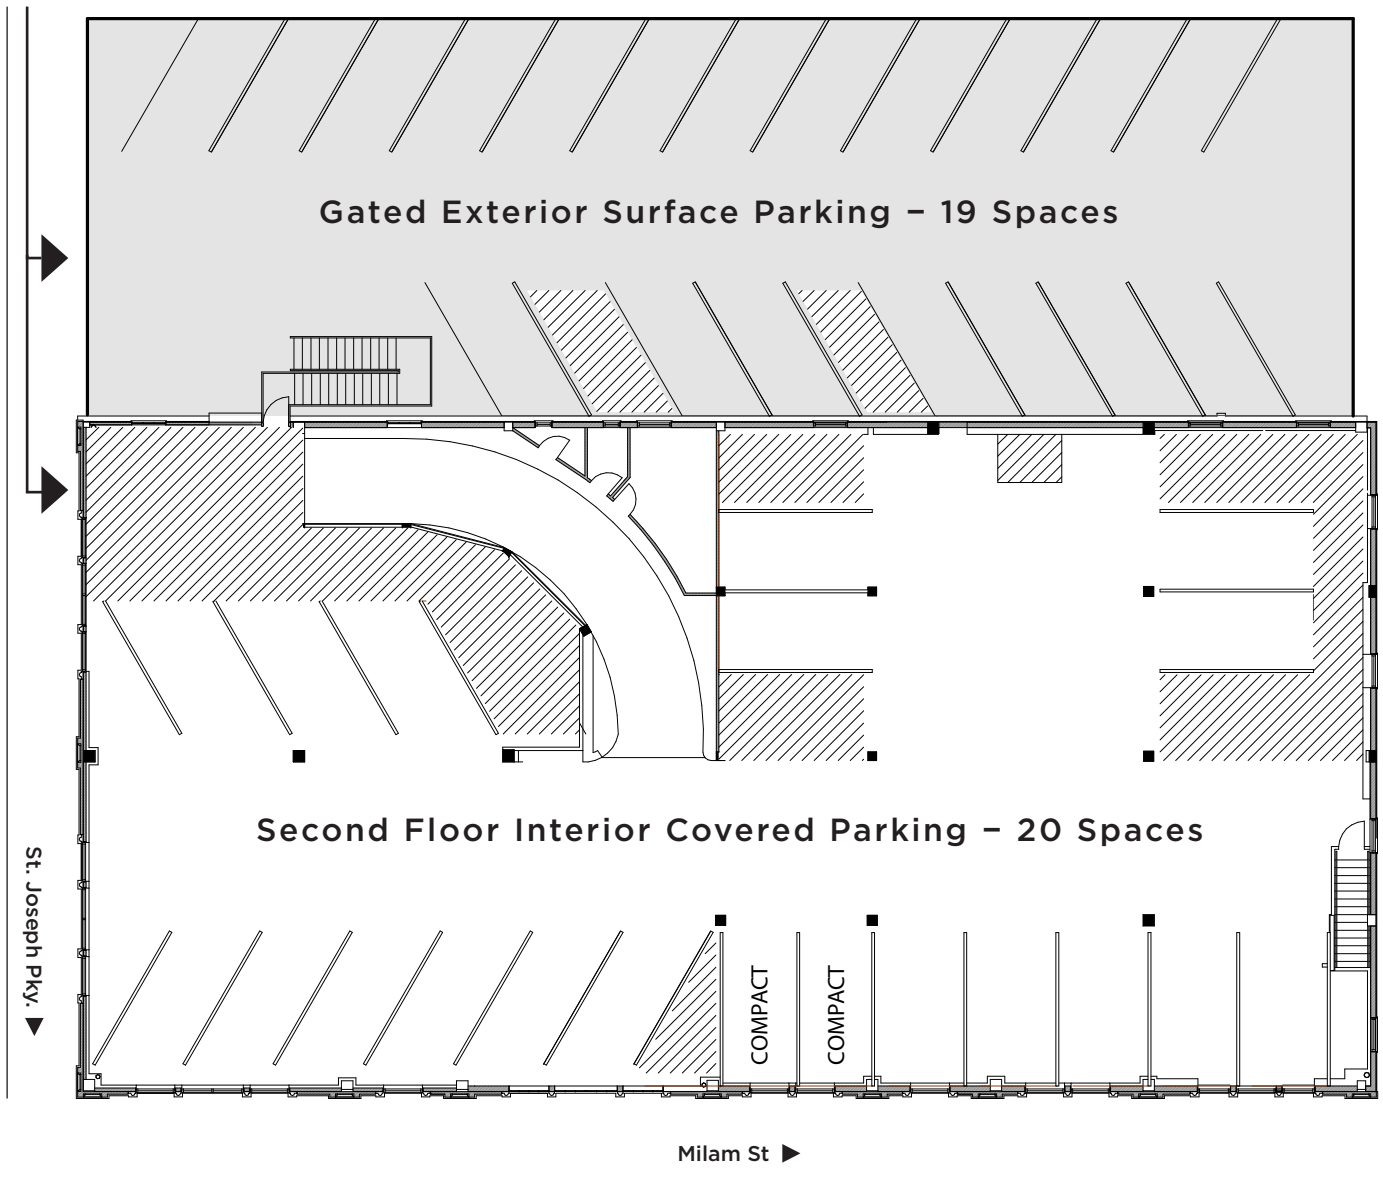 Gated Exterior Surface Parking – 19 Spaces
Second Floor Interior Covered Parking – 20 Spaces
St. Joseph Pky.
COMPACT
COMPACT
Milam St